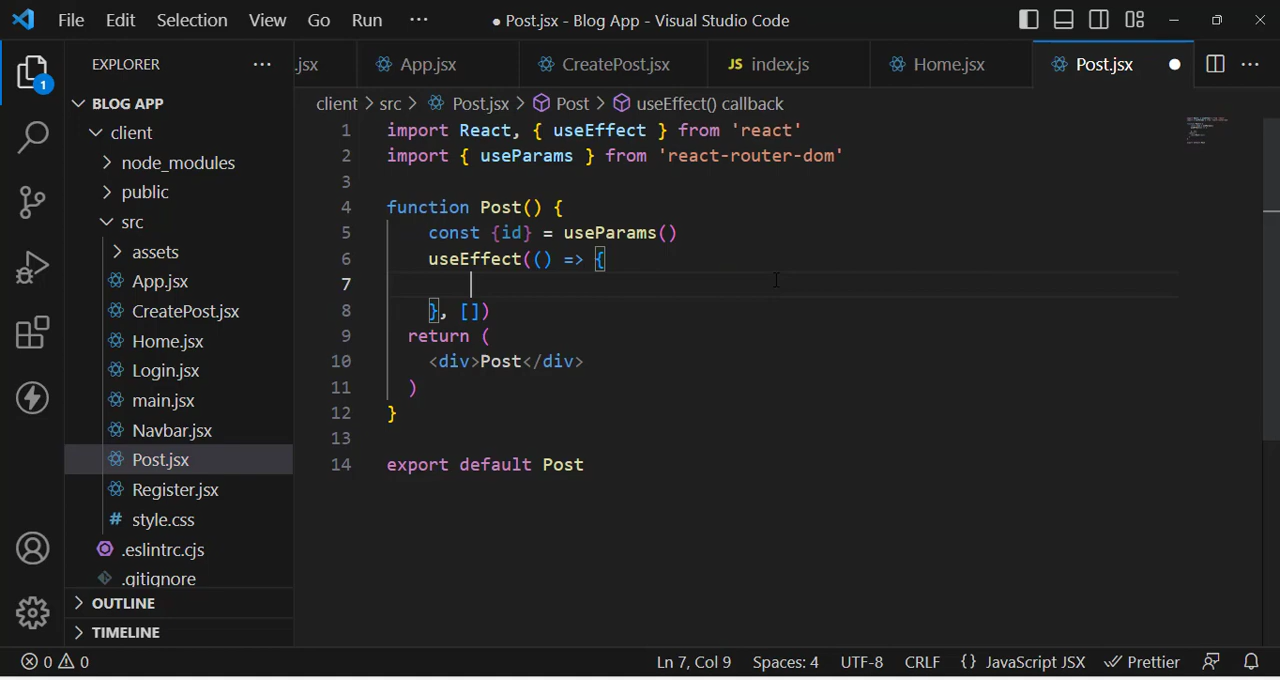 File Edit Selection View Go Run ··· ● Post.jsx - Blog App - Visual Studio Code
EXPLORER ···
.jsx App.jsx CreatePost.jsx JS index.js Home.jsx Post.jsx ● ···
client > src > Post.jsx > Post > useEffect() callback
1
BLOG APP
client
node_modules
public
src
assets
App.jsx
CreatePost.jsx
Home.jsx
Login.jsx
main.jsx
Navbar.jsx
Post.jsx
Register.jsx
# style.css
.eslintrc.cjs
.gitignore
OUTLINE
TIMELINE
1 import React, { useEffect } from 'react'
2 import { useParams } from 'react-router-dom'
3
4 function Post() {
5 const {id} = useParams()
6 useEffect(() => {
7
8 }, [])
9 return (
10 <div>Post</div>
11 )
12 }
13
14 export default Post
0 0 Ln 7, Col 9 Spaces: 4 UTF-8 CRLF {} JavaScript JSX Prettier